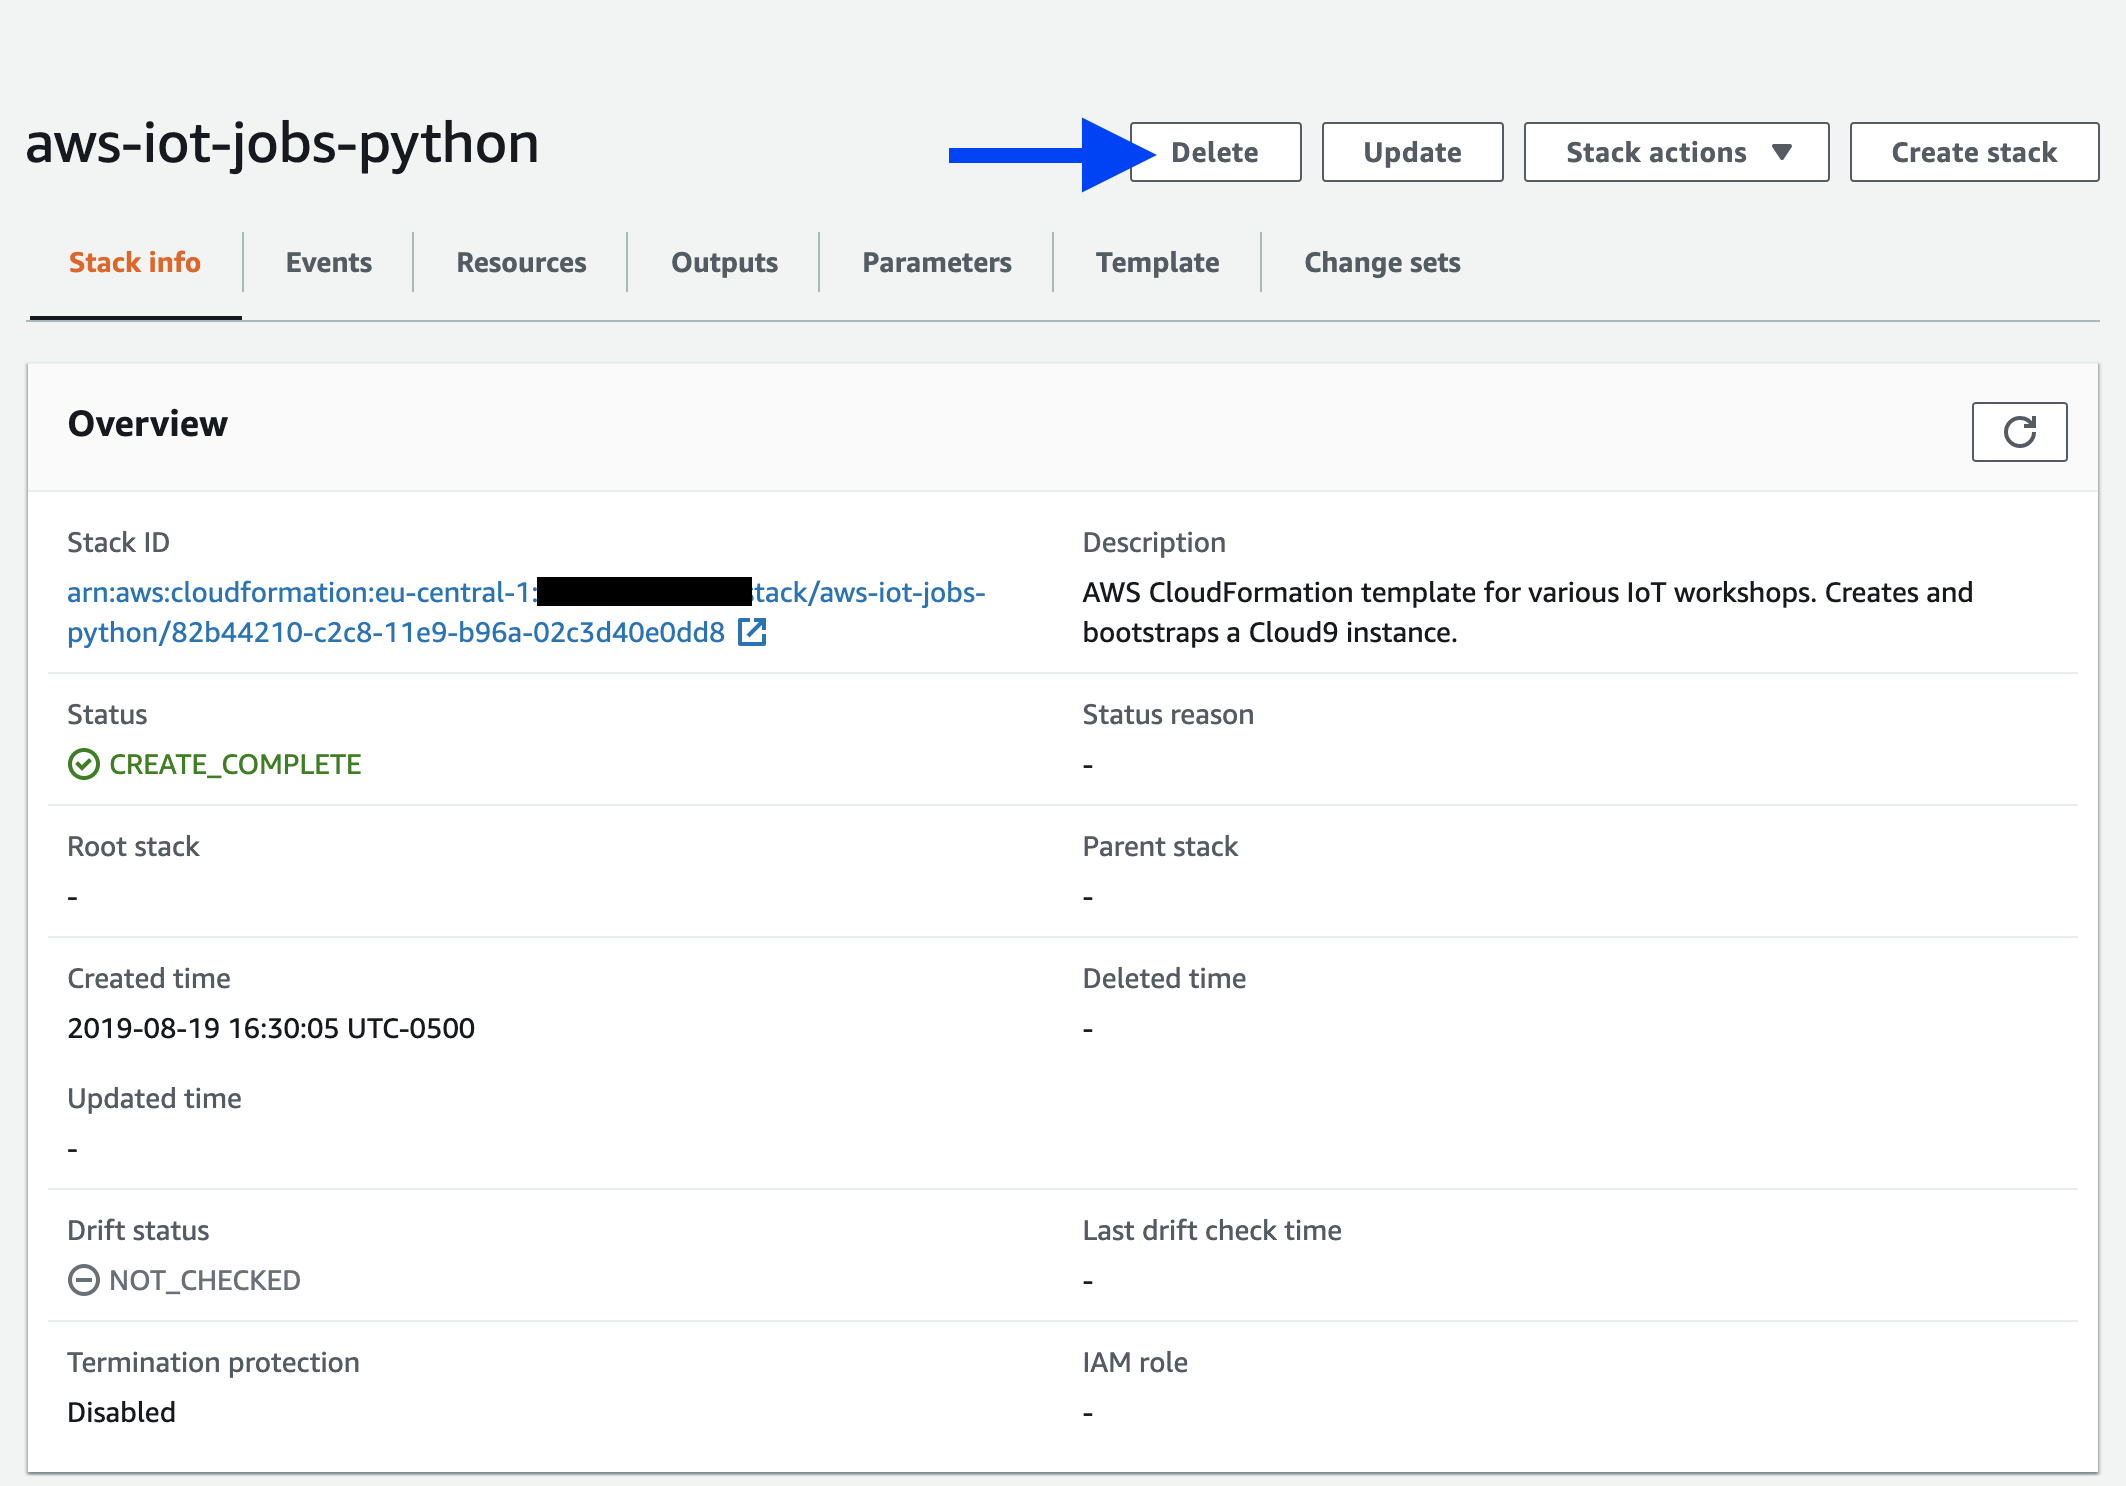 aws-iot-jobs-python
Delete
Update
Stack actions
Create stack
Stack info
Events
Resources
Outputs
Parameters
Template
Change sets
Overview
Stack ID
arn:aws:cloudformation:eu-central-1: stack/aws-iot-jobs-
python/82b44210-c2c8-11e9-b96a-02c3d40e0dd8
Description
AWS CloudFormation template for various IoT workshops. Creates and
bootstraps a Cloud9 instance.
Status
CREATE_COMPLETE
Status reason
-
Root stack
-
Parent stack
-
Created time
2019-08-19 16:30:05 UTC-0500
Deleted time
-
Updated time
-
Drift status
NOT_CHECKED
Last drift check time
-
Termination protection
Disabled
IAM role
-